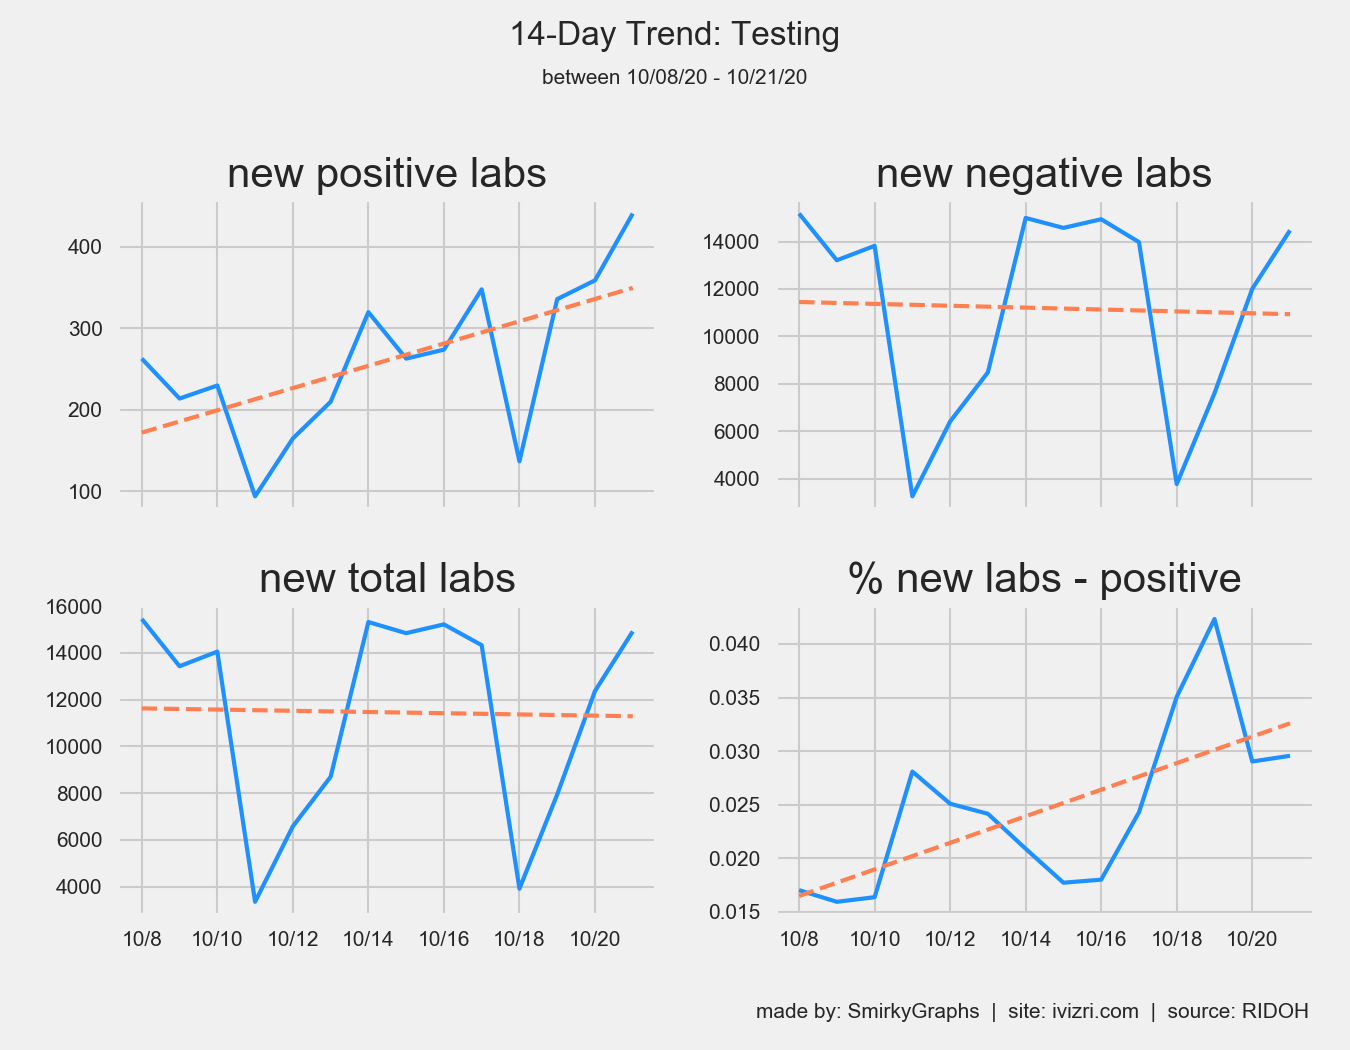 14-Day Trend: Testing
between 10/08/20 - 10/21/20
new positive labs
400
300
200
100
new negative labs
14000
12000
10000
8000
6000
4000
new total labs
16000
14000
12000
10000
8000
6000
4000
10/8 10/10 10/12 10/14 10/16 10/18 10/20
% new labs - positive
0.040
0.035
0.030
0.025
0.020
0.015
10/8 10/10 10/12 10/14 10/16 10/18 10/20
made by: SmirkyGraphs | site: ivizri.com | source: RIDOH